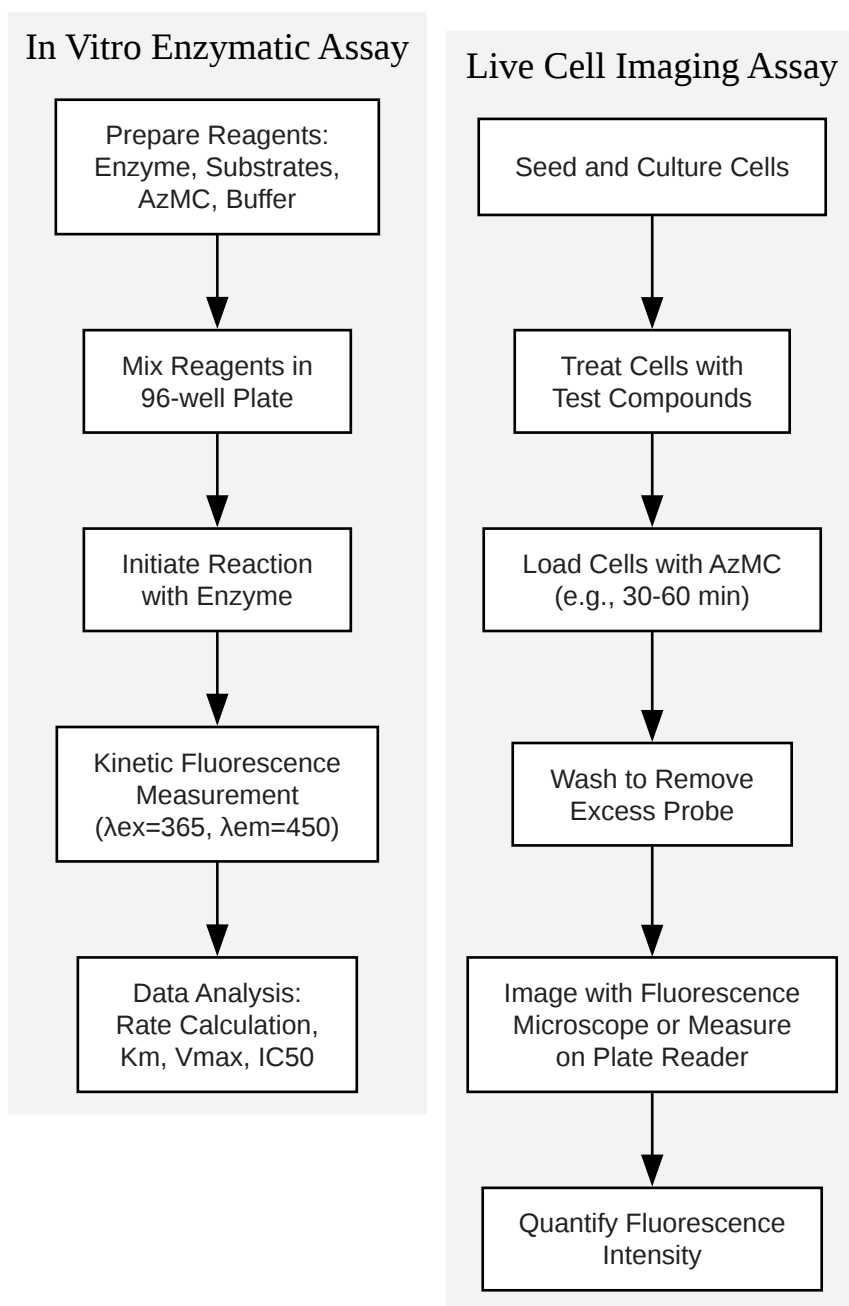 In Vitro Enzymatic Assay
Prepare Reagents:
Enzyme, Substrates,
AzMC, Buffer
Mix Reagents in
96-well Plate
Initiate Reaction
with Enzyme
Kinetic Fluorescence
Measurement
(λex=365, λem=450)
Data Analysis:
Rate Calculation,
Km, Vmax, IC50
Live Cell Imaging Assay
Seed and Culture Cells
Treat Cells with
Test Compounds
Load Cells with AzMC
(e.g., 30-60 min)
Wash to Remove
Excess Probe
Image with Fluorescence
Microscope or Measure
on Plate Reader
Quantify Fluorescence
Intensity